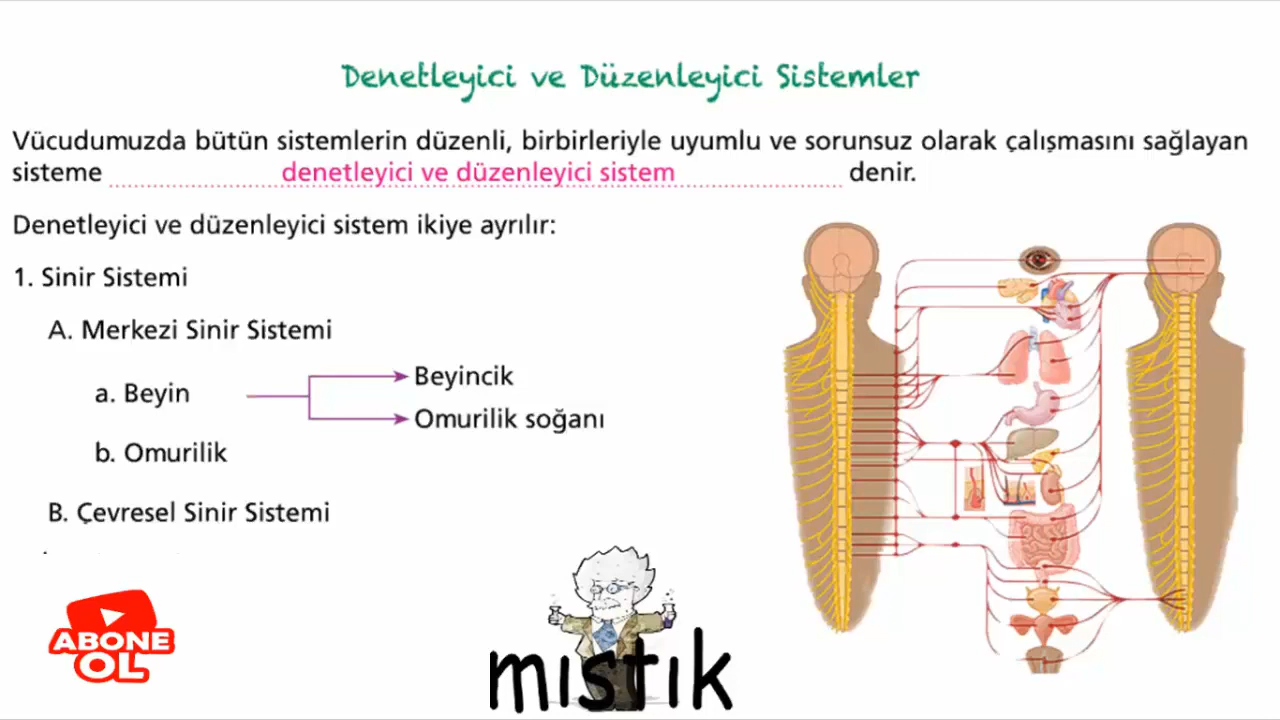 Denetleyici ve Düzenleyici Sistemler
Vücudumuzda bütün sistemlerin düzenli, birbirleriyle uyumlu ve sorunsuz olarak çalışmasını sağlayan
sisteme denetleyici ve düzenleyici sistem denir.
Denetleyici ve düzenleyici sistem ikiye ayrılır:
1. Sinir Sistemi
A. Merkezi Sinir Sistemi
a. Beyin
Beyincik
Omurilik soğanı
b. Omurilik
B. Çevresel Sinir Sistemi
ABONE
OL
mıstık